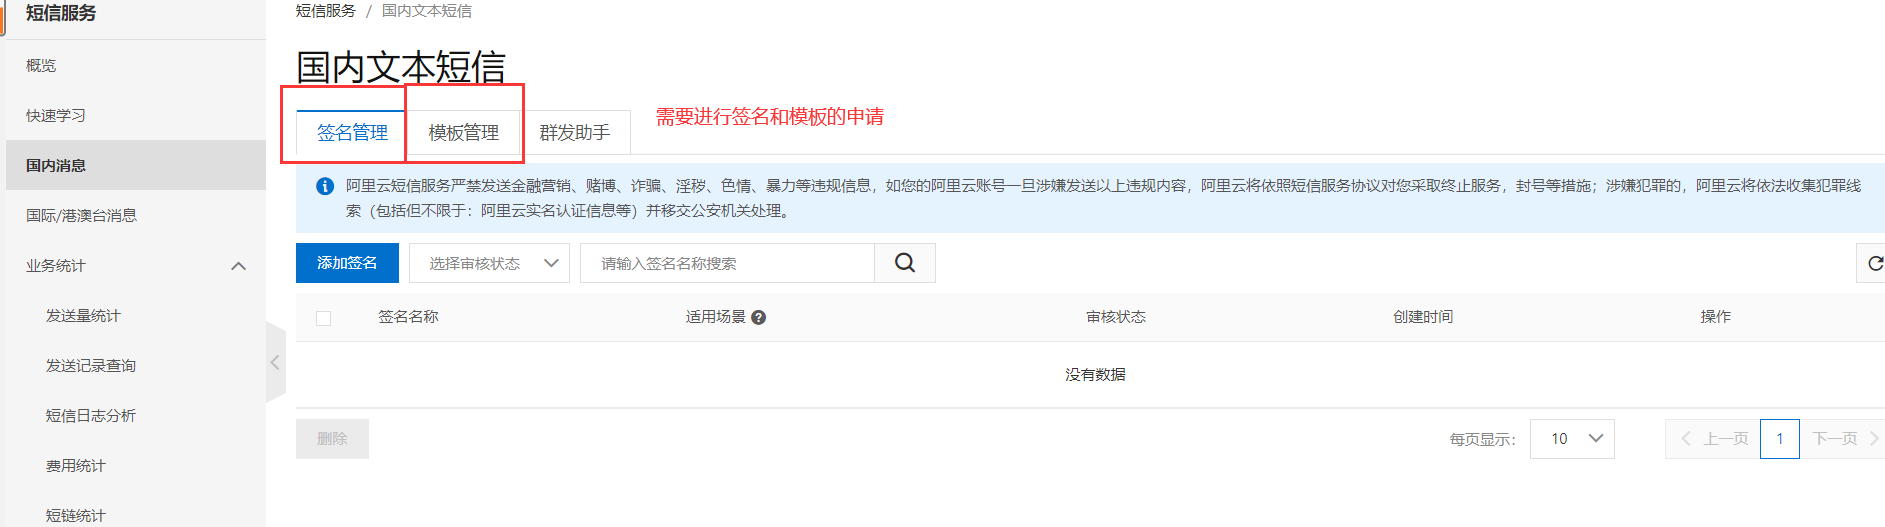 短信服务
概览
快速学习
国内消息
国际/港澳台消息
业务统计
发送量统计
发送记录查询
短信日志分析
费用统计
短链统计
短信服务 / 国内文本短信
国内文本短信
签名管理 模板管理 群发助手
需要进行签名和模板的申请
阿里云短信服务严禁发送金融营销、赌博、诈骗、淫秽、色情、暴力等违规信息，如您的阿里云账号一旦涉嫌发送以上违规内容，阿里云将依照短信服务协议对您采取终止服务，封号等措施；涉嫌犯罪的，阿里云将依法收集犯罪线
索（包括但不限于：阿里云实名认证信息等）并移交公安机关处理。
添加签名 选择审核状态 请输入签名名称搜索
签名名称 适用场景 审核状态 创建时间 操作
没有数据
删除 每页显示： 10 上一页 1 下一页